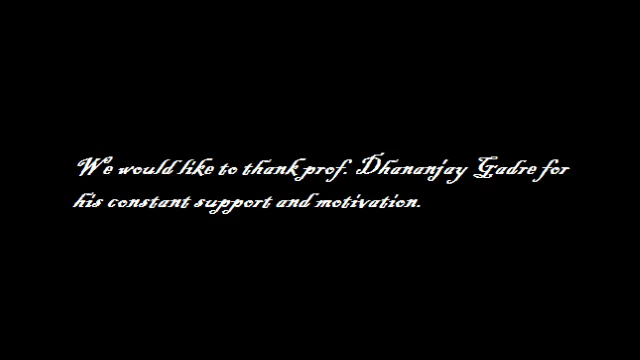 We would like to thank prof. Dhananjay Gadre for
his constant support and motivation.